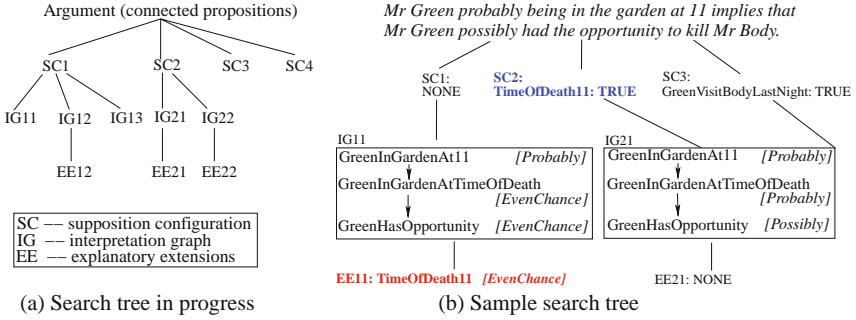 Argument (connected propositions)
SC1 SC2 SC3 SC4
IG11 IG12 IG13 IG21 IG22
EE12 EE21 EE22
SC −− supposition configuration
IG −− interpretation graph
EE −− explanatory extensions
(a) Search tree in progress
Mr Green probably being in the garden at 11 implies that
Mr Green possibly had the opportunity to kill Mr Body.
SC1:
NONE
SC2:
TimeOfDeath11: TRUE
SC3:
GreenVisitBodyLastNight: TRUE
IG11
GreenInGardenAt11 [Probably]
GreenInGardenAtTimeOfDeath
[EvenChance]
GreenHasOpportunity [EvenChance]
EE11: TimeOfDeath11 [EvenChance]
IG21
GreenInGardenAt11 [Probably]
GreenInGardenAtTimeOfDeath
[Probably]
GreenHasOpportunity [Possibly]
EE21: NONE
(b) Sample search tree